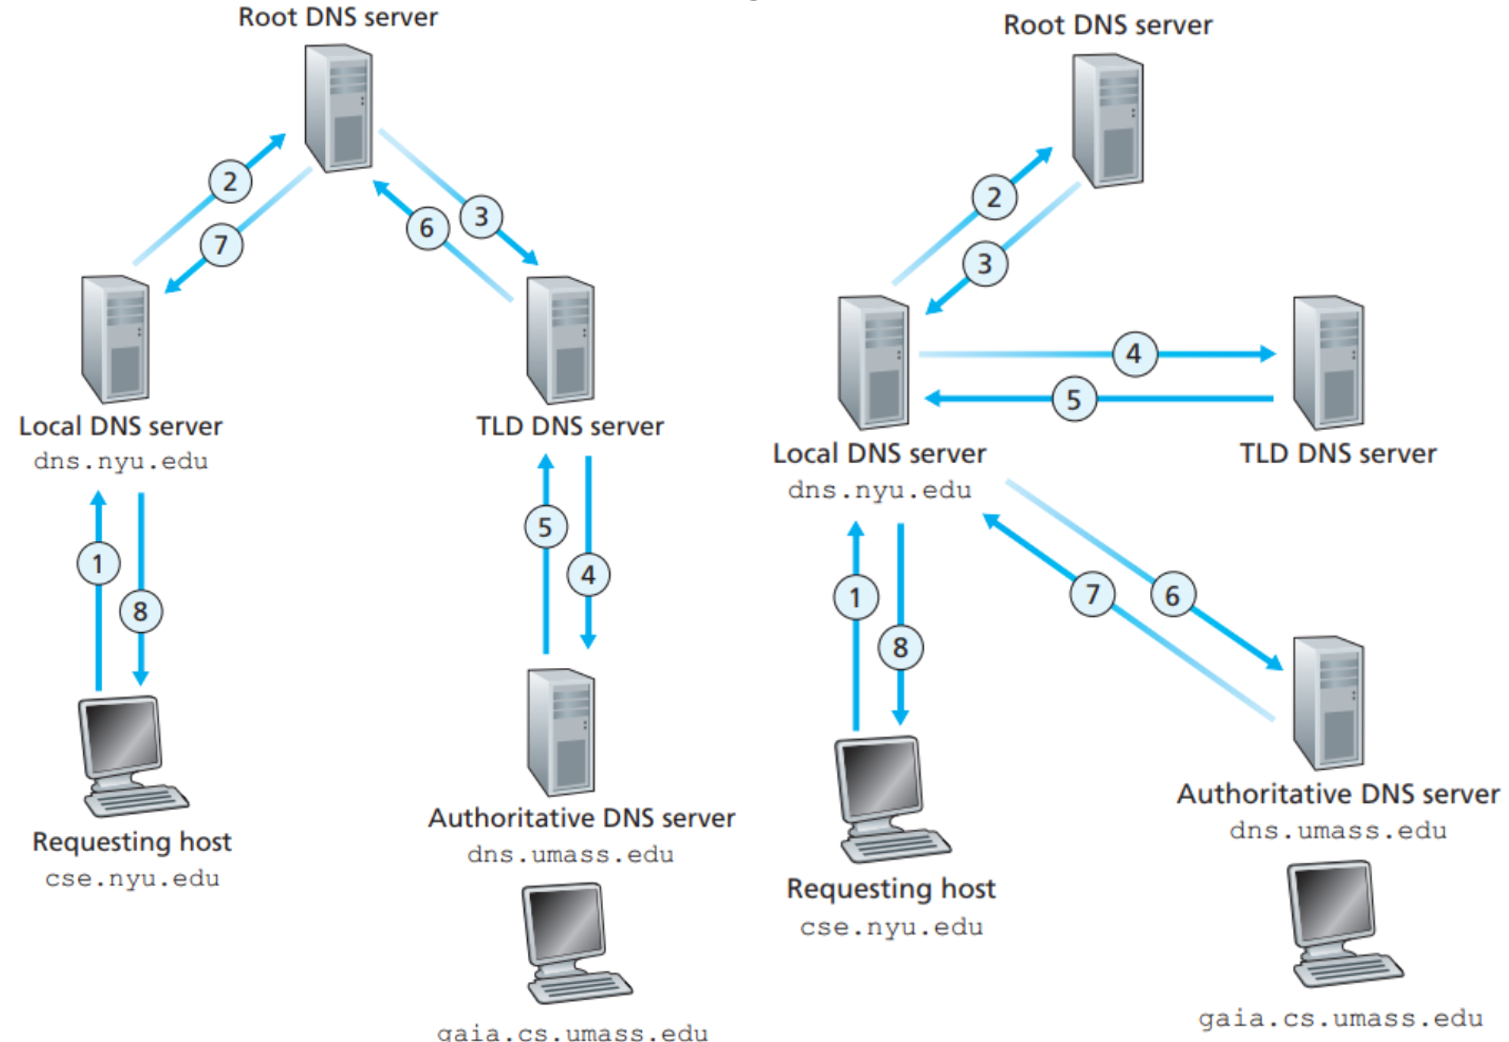 Root DNS server
2
7
6
3
Local DNS server
dns.nyu.edu
TLD DNS server
1
8
5
4
Requesting host
cse.nyu.edu
Authoritative DNS server
dns.umass.edu
gaia.cs.umass.edu
Root DNS server
2
3
4
5
Local DNS server
dns.nyu.edu
TLD DNS server
1
8
7
6
Requesting host
cse.nyu.edu
Authoritative DNS server
dns.umass.edu
gaia.cs.umass.edu